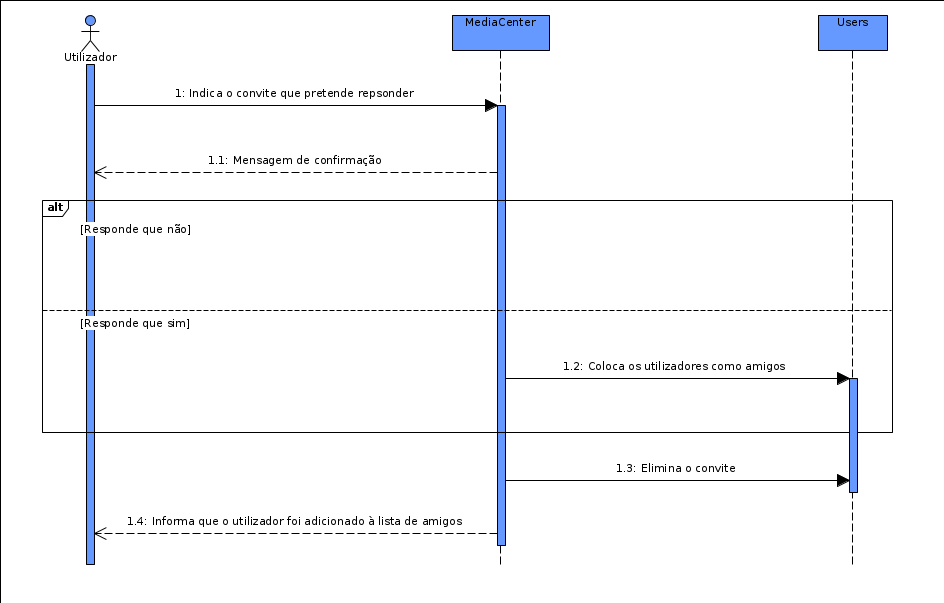 MediaCenter
Users
Utilizador
1: Indica o convite que pretende repsonder
1.1: Mensagem de confirmação
alt
[Responde que não]
[Responde que sim]
1.2: Coloca os utilizadores como amigos
1.3: Elimina o convite
1.4: Informa que o utilizador foi adicionado à lista de amigos